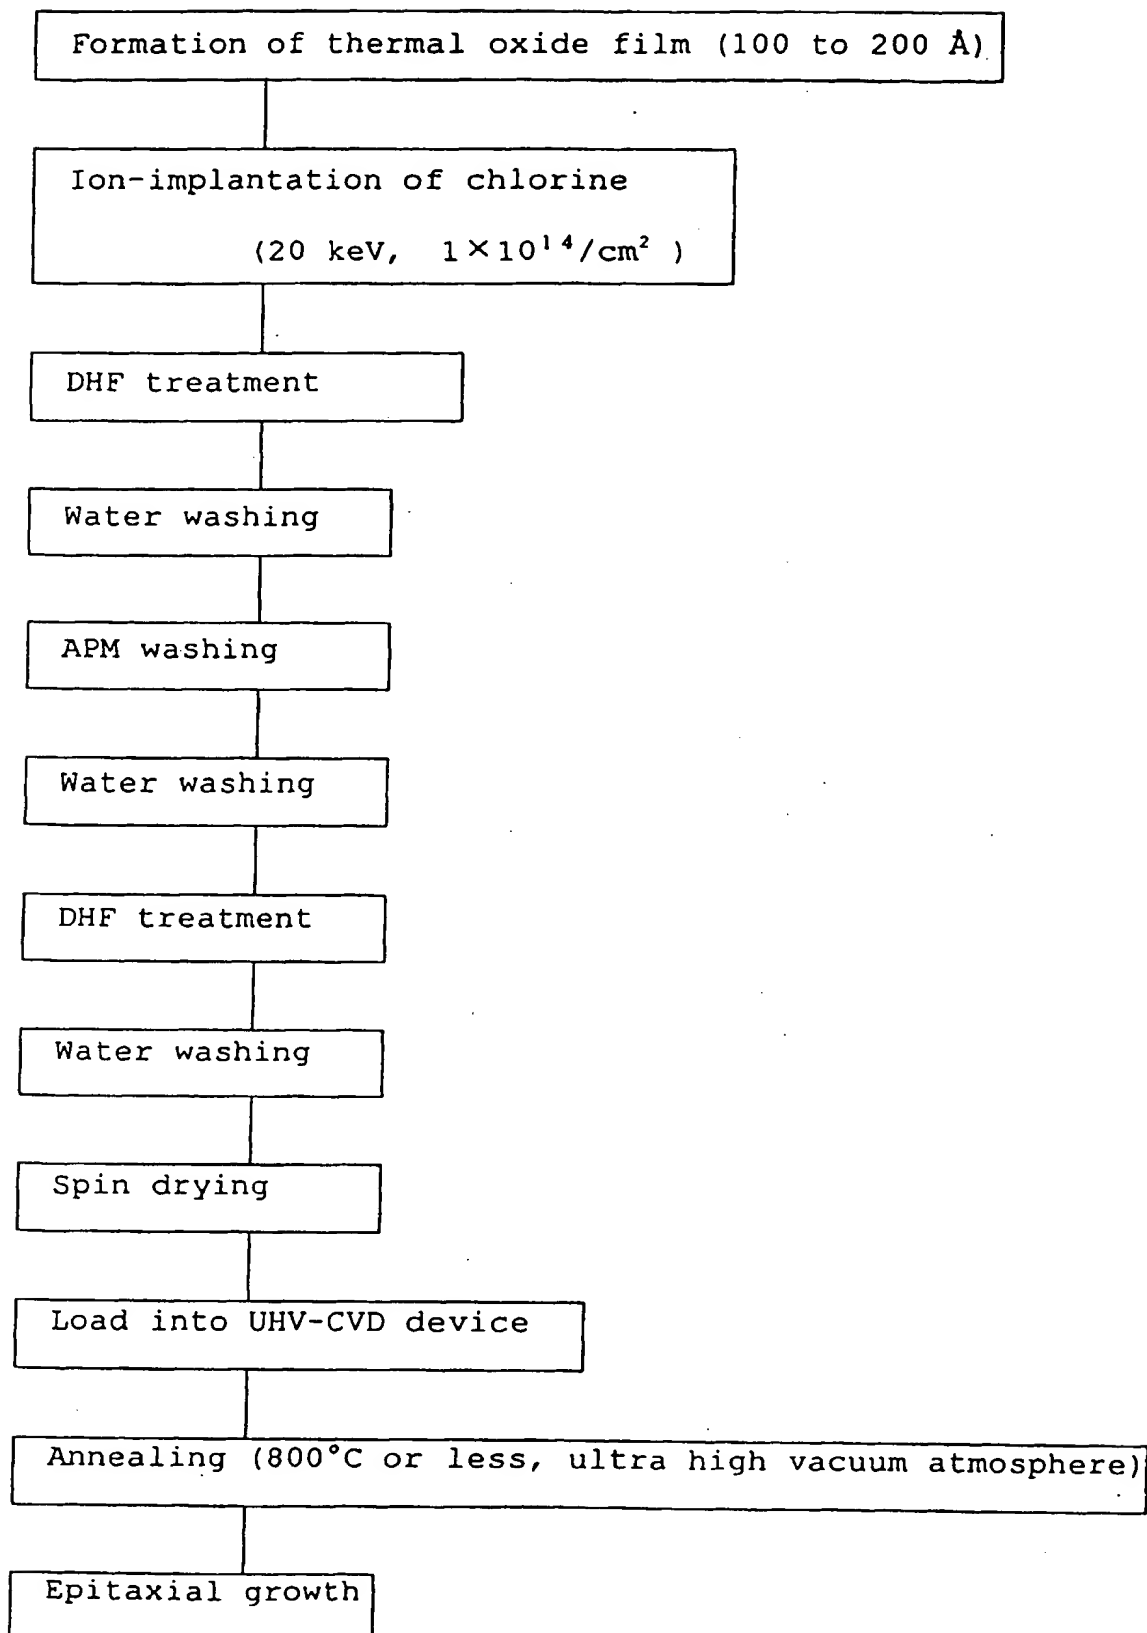 Formation of thermal oxide film (100 to 200 Å)
Ion-implantation of chlorine
(20 keV, 1×10¹⁴/cm² )
DHF treatment
Water washing
APM washing
Water washing
DHF treatment
Water washing
Spin drying
Load into UHV-CVD device
Annealing (800°C or less, ultra high vacuum atmosphere)
Epitaxial growth